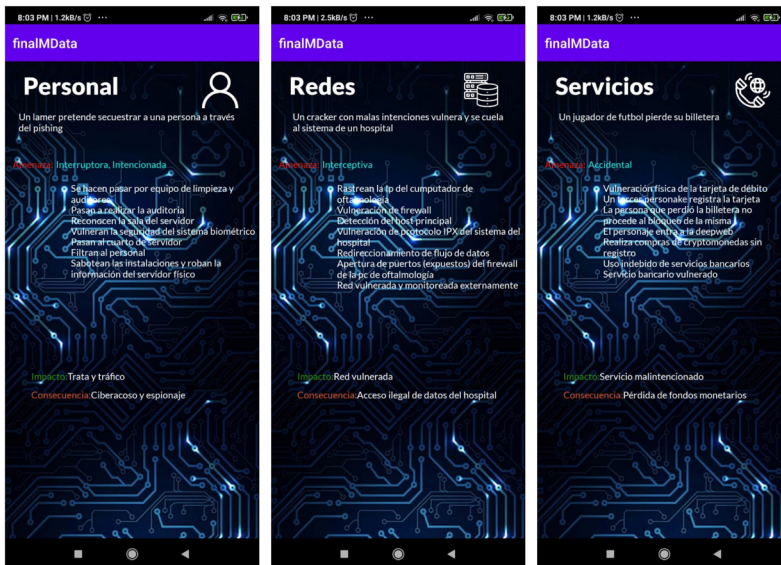 8:03 PM | 1.2kB/s
finalMData
Personal
Un lamer pretende secuestrar a una persona a través
del pishing
Amenaza: Interruptora, Intencionada
Se hacen pasar por equipo de limpieza y
auditores
Pasan a realizar la auditoria
Reconocen la sala del servidor
Vulneran la seguridad del sistema biométrico
Pasan al cuarto de servidor
Filtran al personal
Sabotean las instalaciones y roban la
información del servidor físico
Impacto:Trata y tráfico
Consecuencia:Ciberacoso y espionaje
8:03 PM | 2.5kB/s
finalMData
Redes
Un cracker con malas intenciones vulnera y se cuela
al sistema de un hospital
Amenaza: Interceptiva
Rastrean la Ip del cumputador de
oftalmología
Vulneración de firewall
Detección del host principal
Vulneración de protocolo IPX del sistema del
hospital
Redireccionamiento de flujo de datos
Apertura de puertos (expuestos) del firewall
de la pc de oftalmología
Red vulnerada y monitoreada externamente
Impacto:Red vulnerada
Consecuencia:Acceso ilegal de datos del hospital
8:03 PM | 1.2kB/s
finalMData
Servicios
Un jugador de futbol pierde su billetera
Amenaza: Accidental
Vulneración física de la tarjeta de débito
Un tercer personake registra la tarjeta
La persona que perdió la billetera no
procede al bloqueo de la misma
El personaje entra a la deepweb
Realiza compras de cryptomonedas sin
registro
Uso indebido de servicios bancarios
Servicio bancario vulnerado
Impacto:Servicio malintencionado
Consecuencia:Pérdida de fondos monetarios